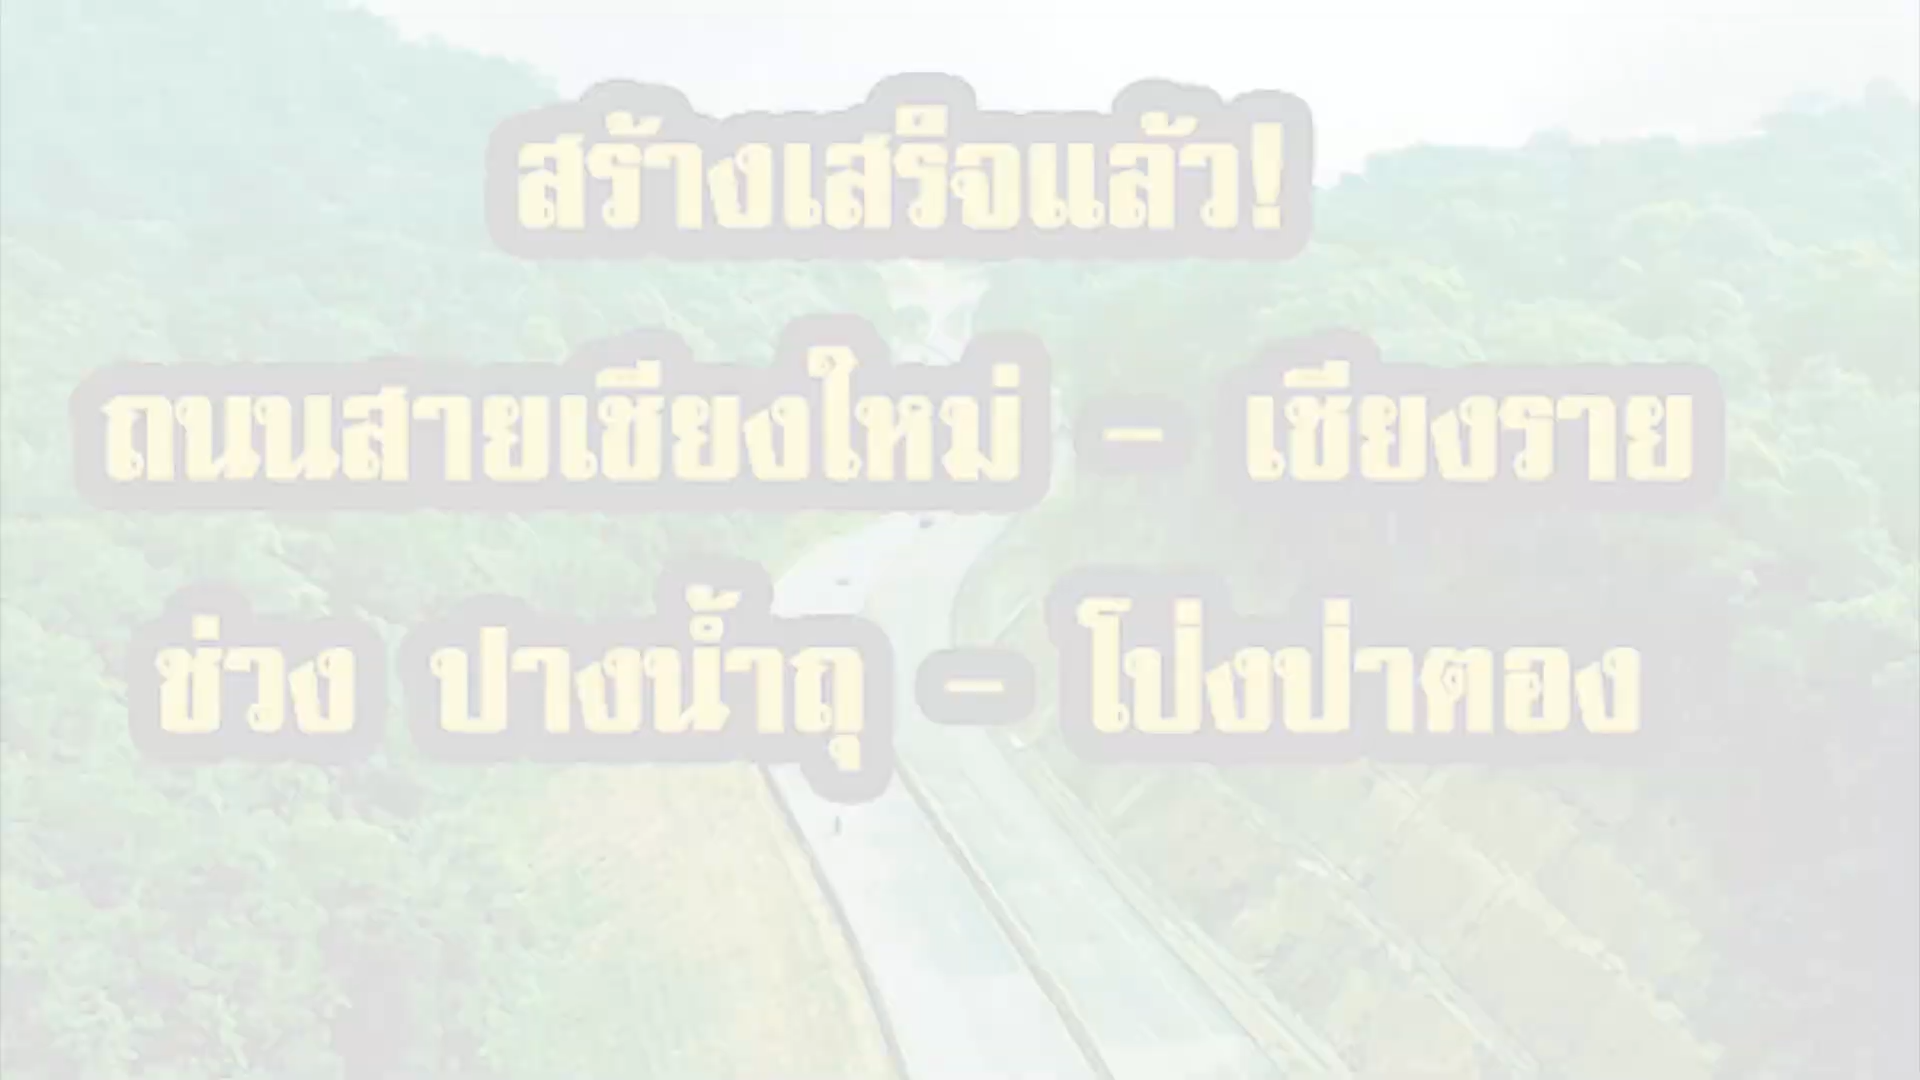 สร้างเสร็จแล้ว!
ถนนสายเชียงใหม่ - เชียงราย
ช่วง ปางน้ำถุ - โป่งป่าตอง